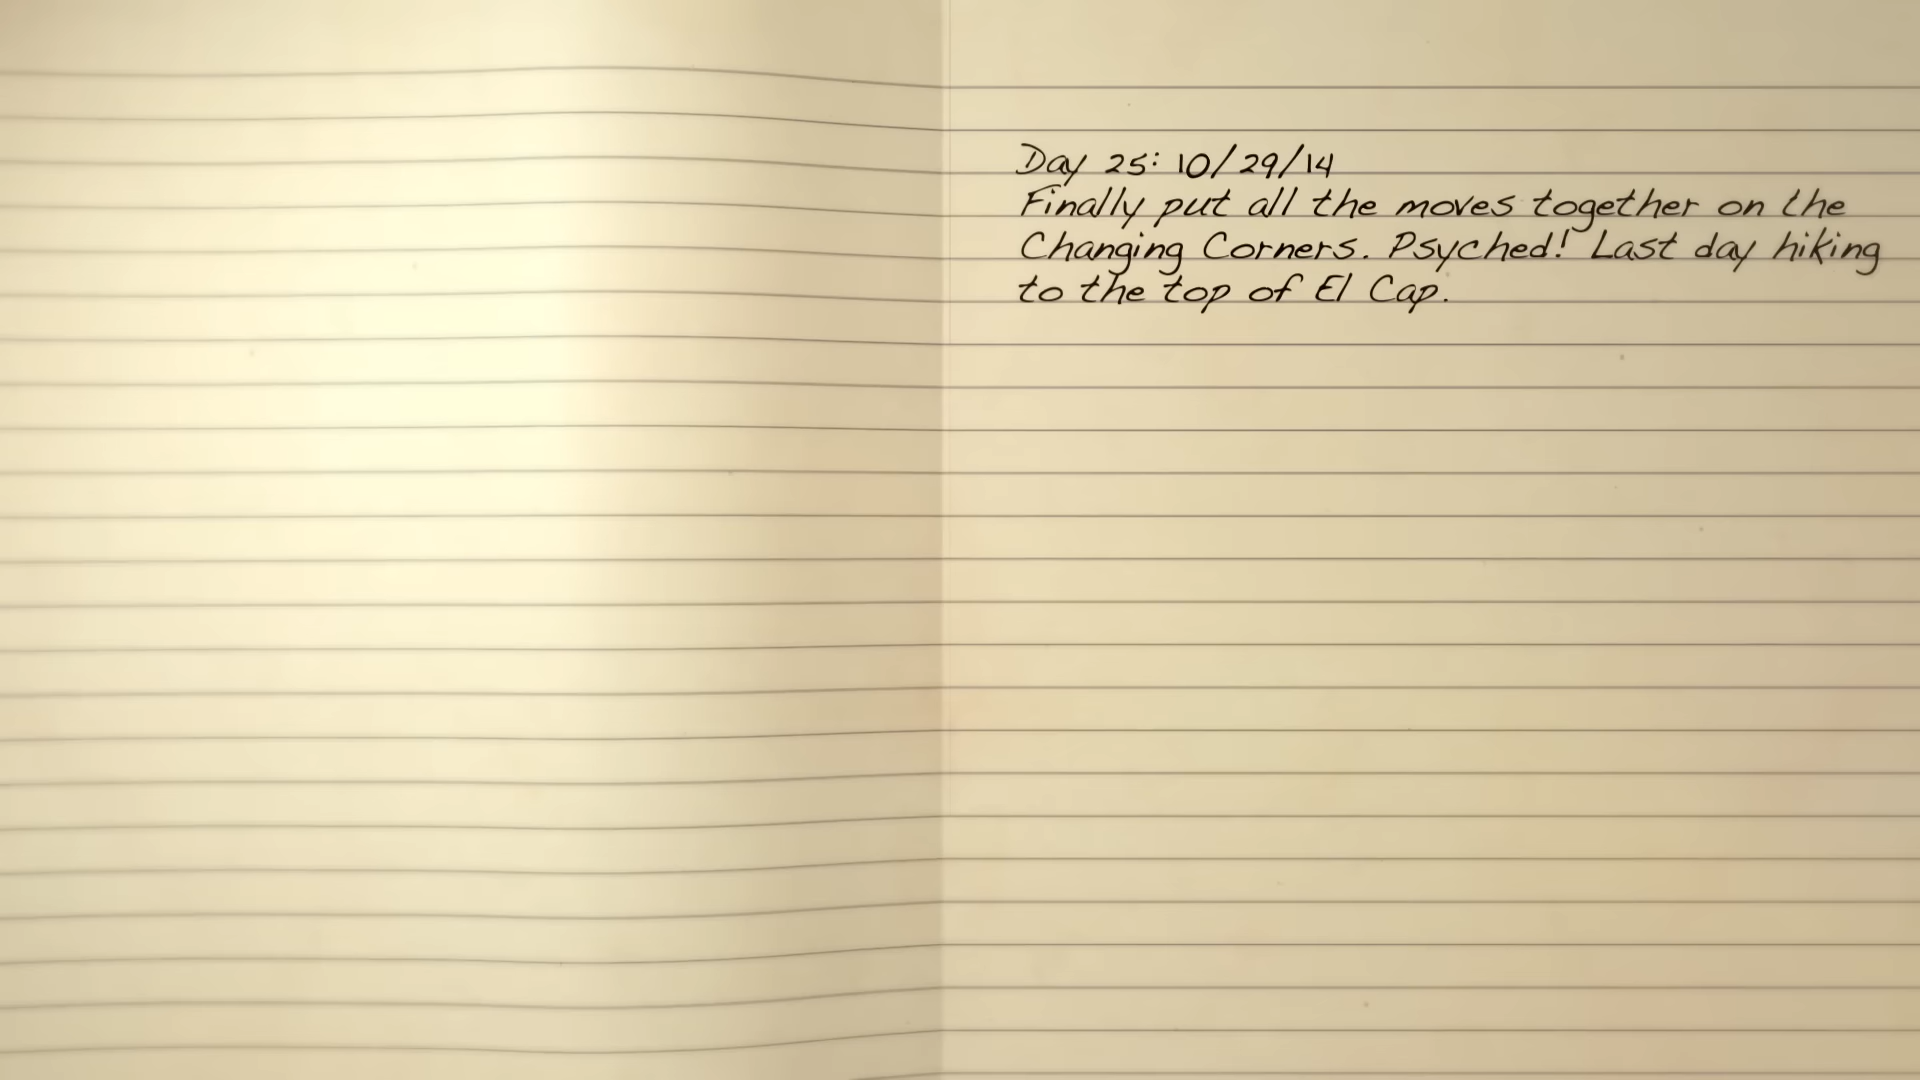 Day 25: 10/29/14
Finally put all the moves together on the
Changing Corners. Psyched! Last day hiking
to the top of El Cap.